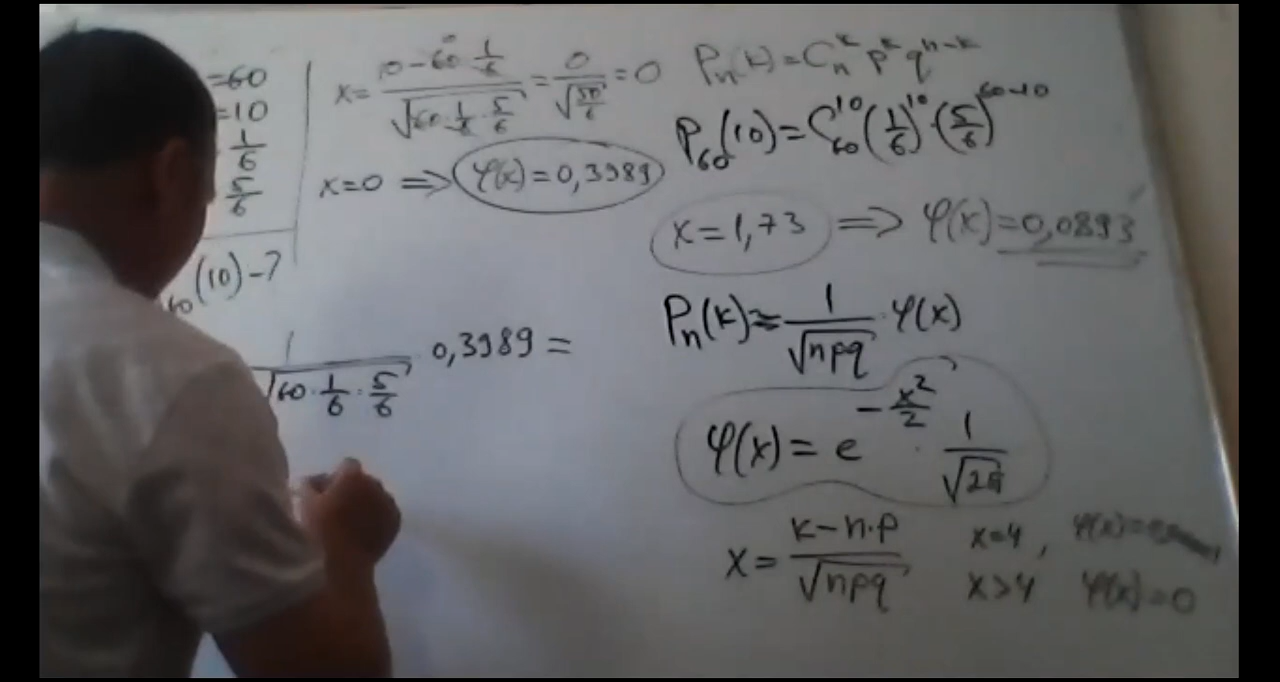 =60
=10
1/6
5/6
60(10)-?
x = (10-60·1/6)/√(60·1/6·5/6) = 0/√(50/6) = 0
x=0 ⇒ φ(x)=0,3989
1/√(60·1/6·5/6) · 0,3989 =
Pn(k)=C_n^k p^k q^(n-k)
P60(10)=C_60^10 (1/6)^10·(5/6)^(60-10)
x=1,73 ⇒ φ(x)=0,0893
Pn(k)≈ 1/√npq · φ(x)
φ(x)= e^(-x²/2) · 1/√2π
x = (k-n·p)/√npq
x=4, φ(x)=
x>4 φ(x)=0